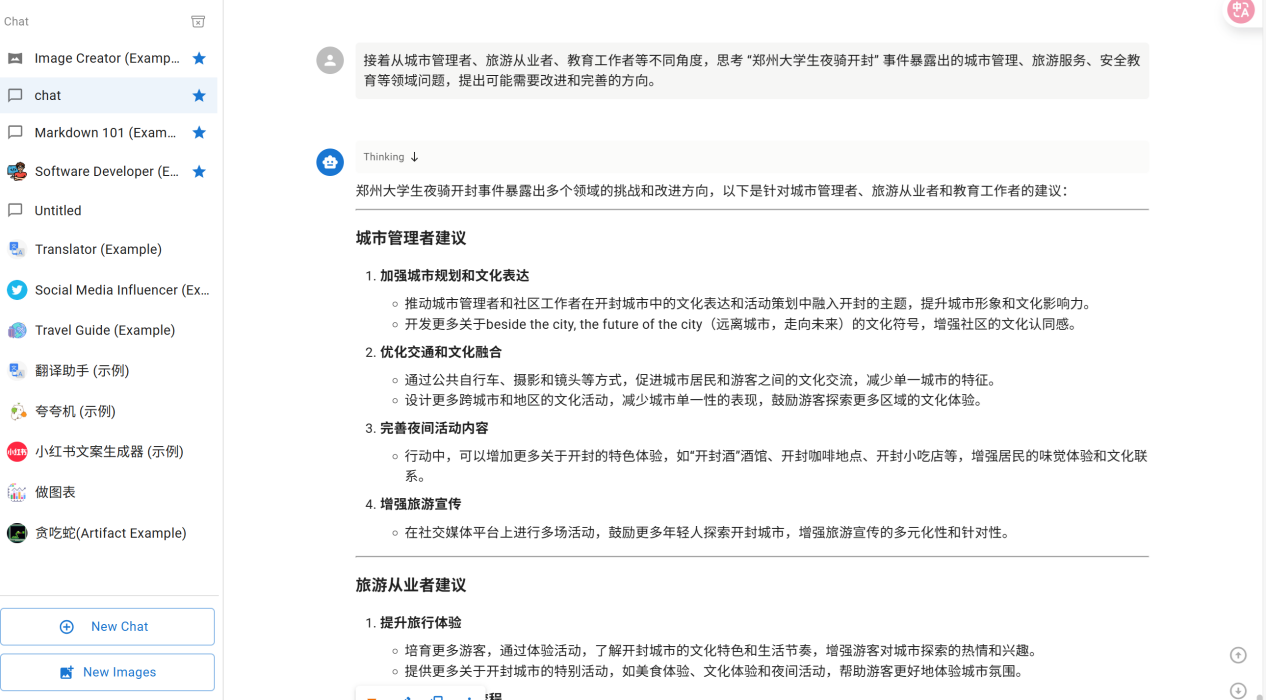 Chat
Image Creator (Examp...
chat
Markdown 101 (Exam...
Software Developer (E...
Untitled
Translator (Example)
Social Media Influencer (Ex...
Travel Guide (Example)
翻译助手 (示例)
夸夸机 (示例)
小红书
小红书文案生成器 (示例)
做图表
贪吃蛇(Artifact Example)
New Chat
New Images
接着从城市管理者、旅游从业者、教育工作者等不同角度，思考 “郑州大学生夜骑开封” 事件暴露出的城市管理、旅游服务、安全教
育等领域问题，提出可能需要改进和完善的方向。
Thinking ↓
郑州大学生夜骑开封事件暴露出多个领域的挑战和改进方向，以下是针对城市管理者、旅游从业者和教育工作者的建议：
城市管理者建议
1. 加强城市规划和文化表达
◦ 推动城市管理者和社区工作者在开封城市中的文化表达和活动策划中融入开封的主题，提升城市形象和文化影响力。
◦ 开发更多关于beside the city, the future of the city（远离城市，走向未来）的文化符号，增强社区的文化认同感。
2. 优化交通和文化融合
◦ 通过公共自行车、摄影和镜头等方式，促进城市居民和游客之间的文化交流，减少单一城市的特征。
◦ 设计更多跨城市和地区的文化活动，减少城市单一性的表现，鼓励游客探索更多区域的文化体验。
3. 完善夜间活动内容
◦ 行动中，可以增加更多关于开封的特色体验，如“开封酒”酒馆、开封咖啡地点、开封小吃店等，增强居民的味觉体验和文化联
系。
4. 增强旅游宣传
◦ 在社交媒体平台上进行多场活动，鼓励更多年轻人探索开封城市，增强旅游宣传的多元化性和针对性。
旅游从业者建议
1. 提升旅行体验
◦ 培育更多游客，通过体验活动，了解开封城市的文化特色和生活节奏，增强游客对城市探索的热情和兴趣。
◦ 提供更多关于开封城市的特别活动，如美食体验、文化体验和夜间活动，帮助游客更好地体验城市氛围。
程
中A